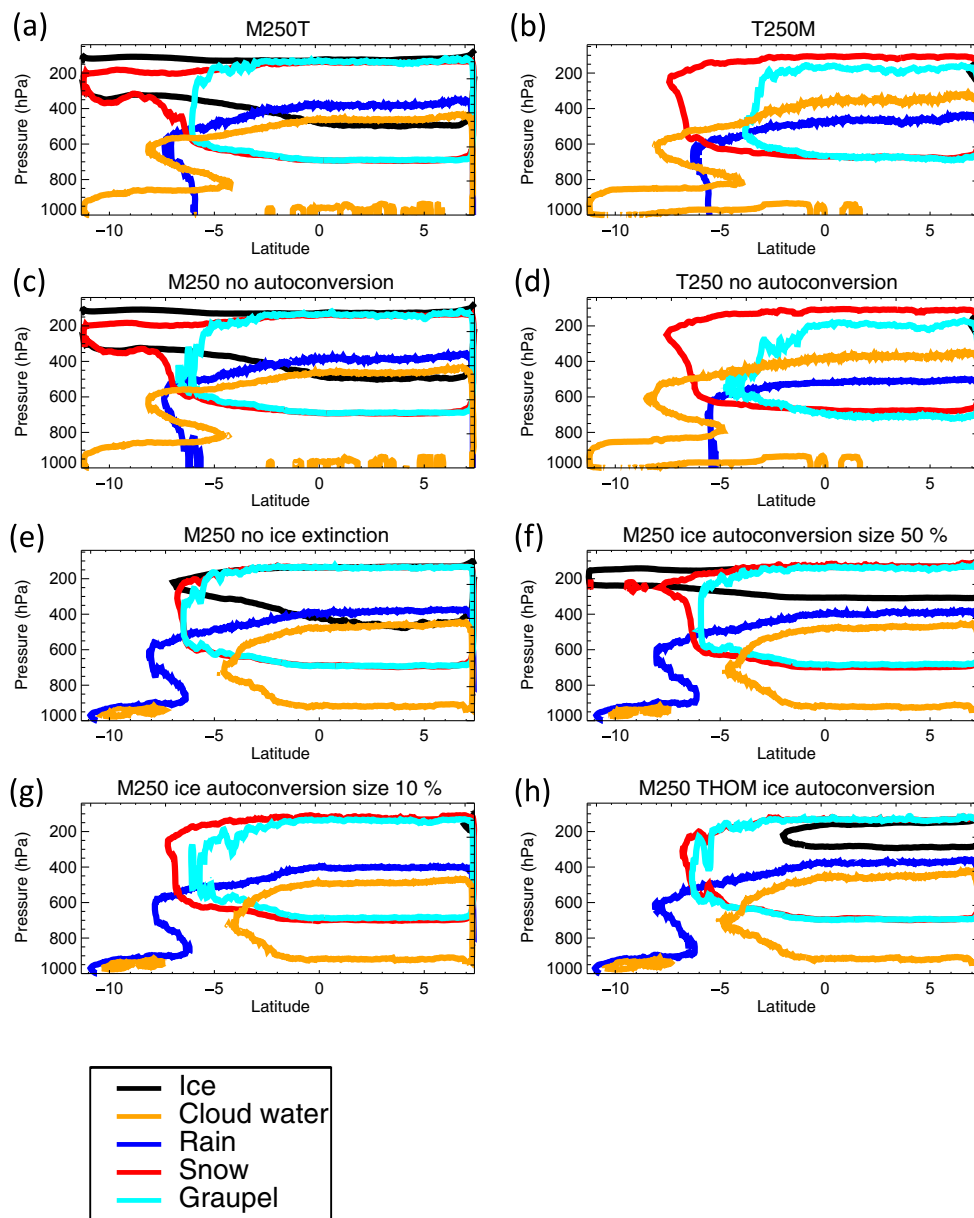 (a) M250T
200
400
600
800
1000
Pressure (hPa)
−10 −5 0 5
Latitude
(b) T250M
200
400
600
800
1000
Pressure (hPa)
−10 −5 0 5
Latitude
(c) M250 no autoconversion
200
400
600
800
1000
Pressure (hPa)
−10 −5 0 5
Latitude
(d) T250 no autoconversion
200
400
600
800
1000
Pressure (hPa)
−10 −5 0 5
Latitude
(e) M250 no ice extinction
200
400
600
800
1000
Pressure (hPa)
−10 −5 0 5
Latitude
(f) M250 ice autoconversion size 50 %
200
400
600
800
1000
Pressure (hPa)
−10 −5 0 5
Latitude
(g) M250 ice autoconversion size 10 %
200
400
600
800
1000
Pressure (hPa)
−10 −5 0 5
Latitude
(h) M250 THOM ice autoconversion
200
400
600
800
1000
Pressure (hPa)
−10 −5 0 5
Latitude
Ice
Cloud water
Rain
Snow
Graupel